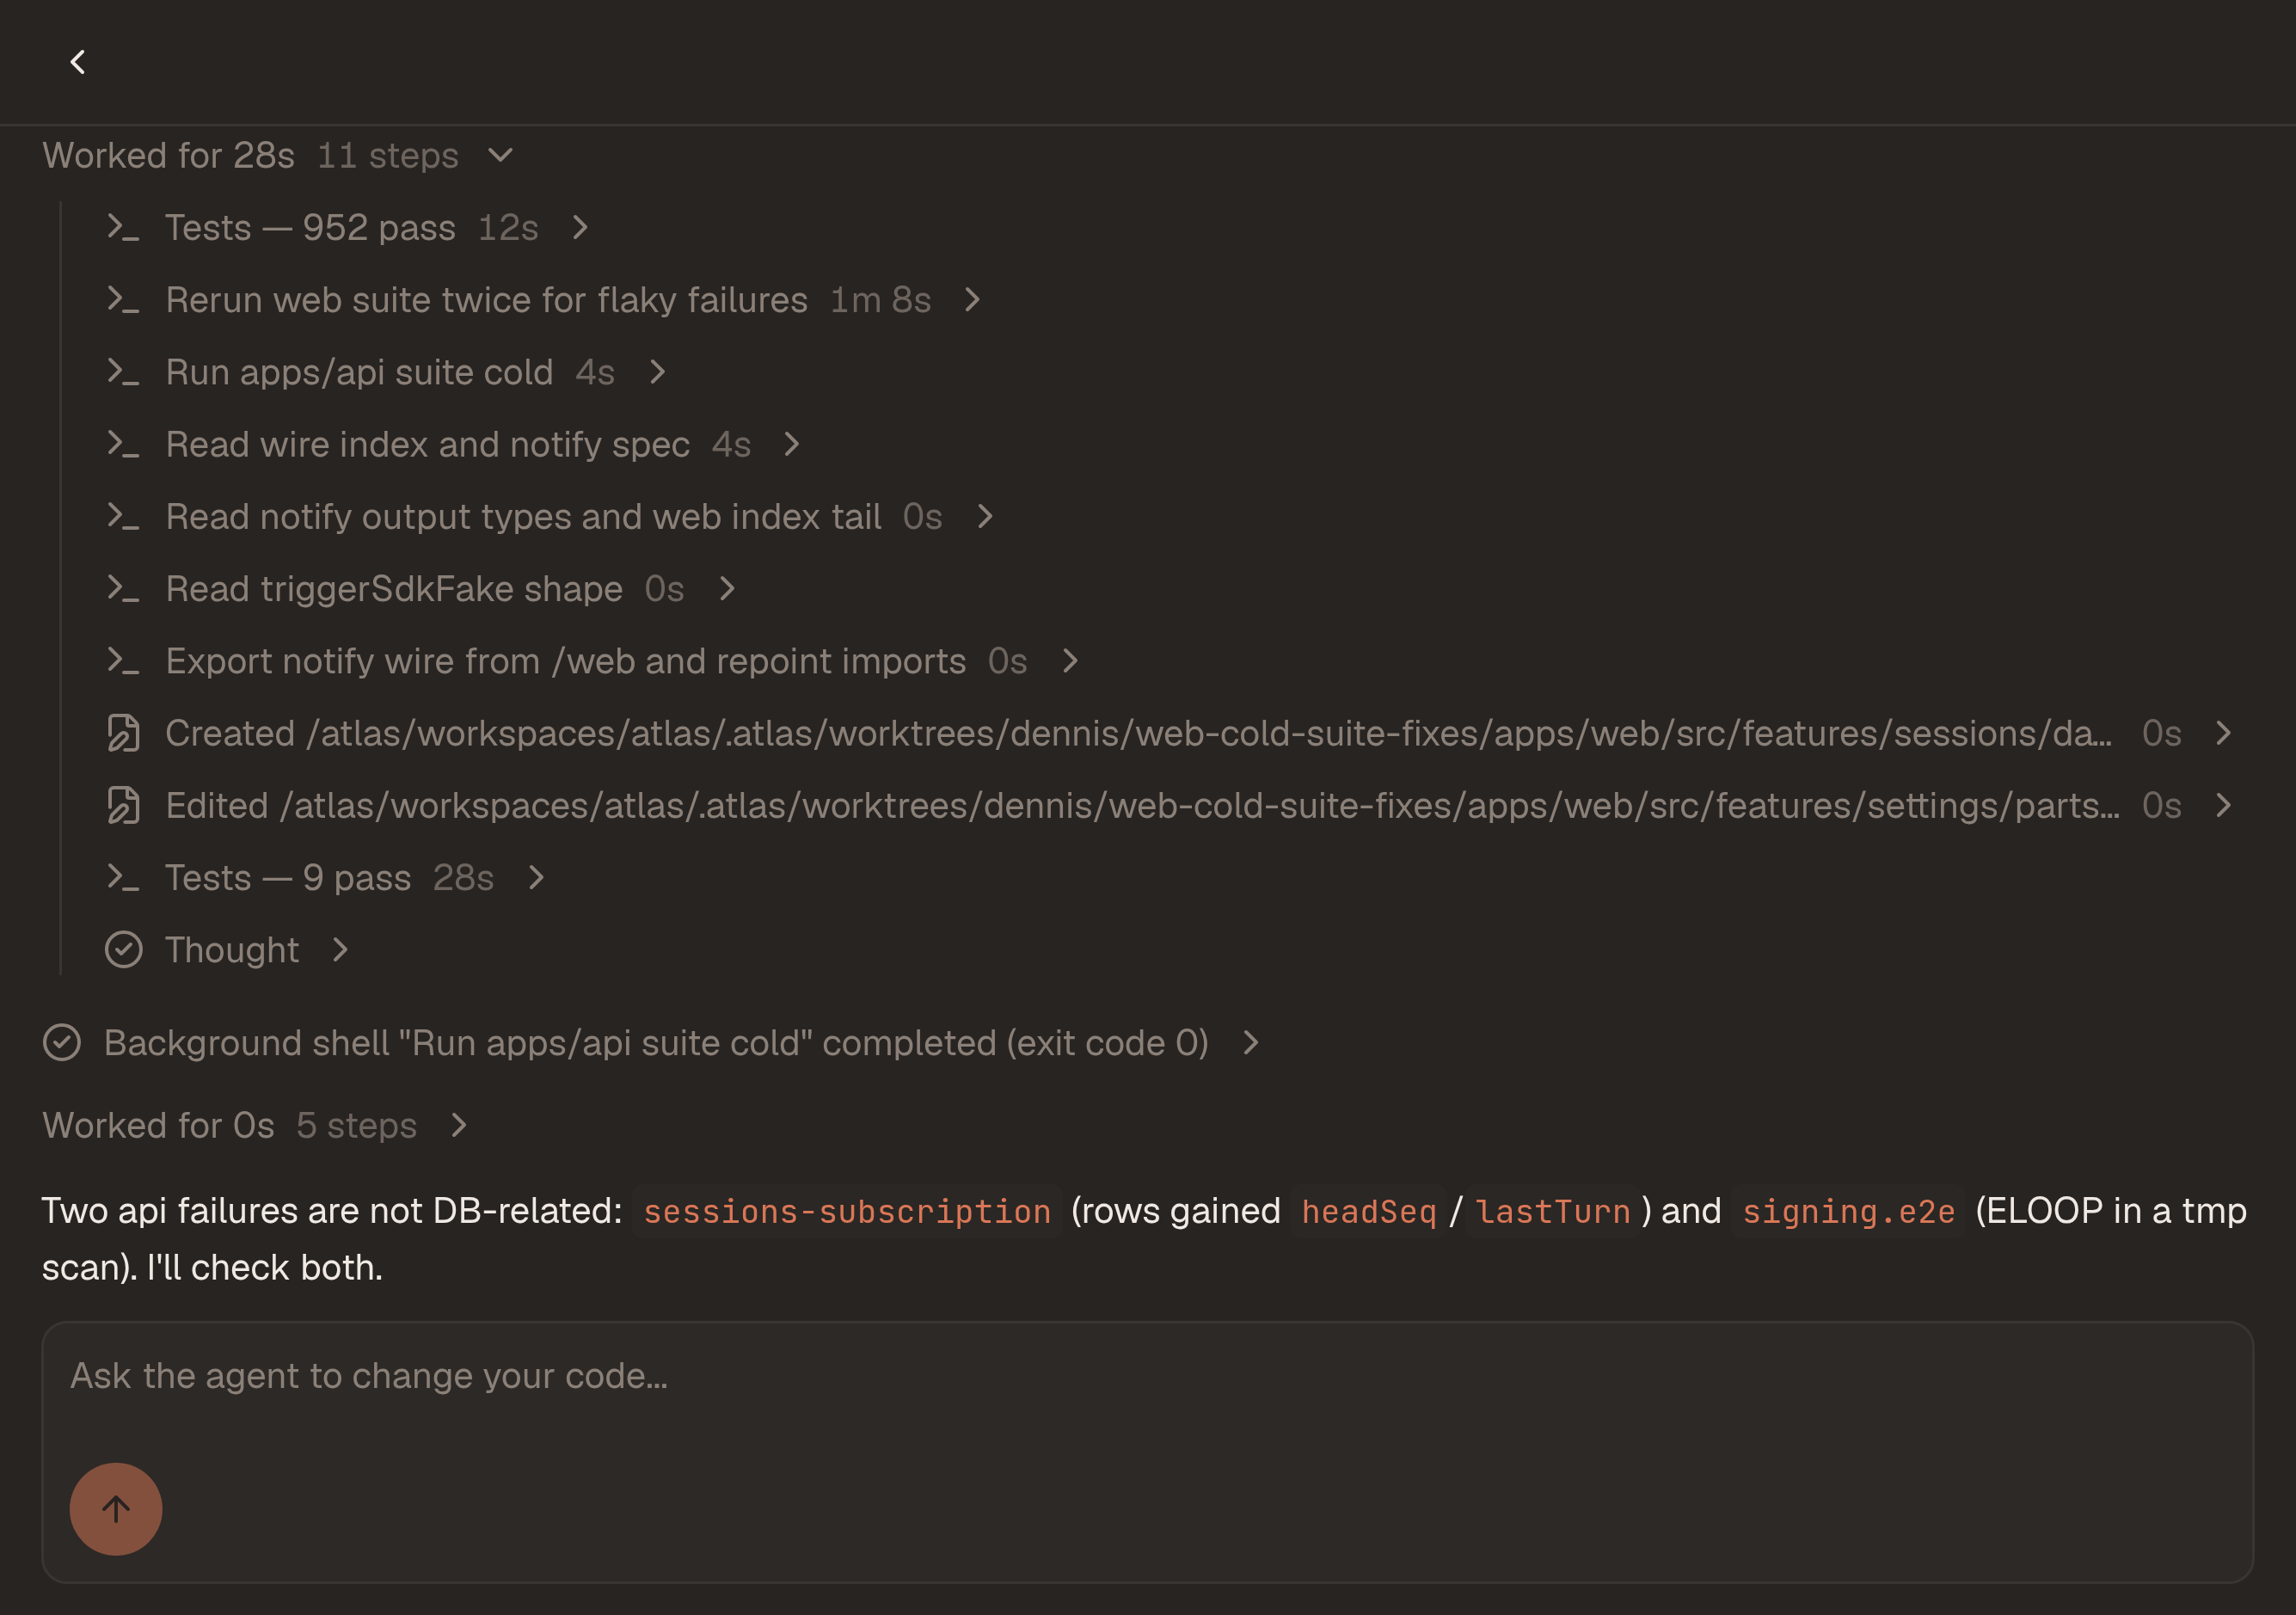 Worked for 28s 11 steps
Tests — 952 pass 12s
Rerun web suite twice for flaky failures 1m 8s
Run apps/api suite cold 4s
Read wire index and notify spec 4s
Read notify output types and web index tail 0s
Read triggerSdkFake shape 0s
Export notify wire from /web and repoint imports 0s
Created /atlas/workspaces/atlas/.atlas/worktrees/dennis/web-cold-suite-fixes/apps/web/src/features/sessions/da... 0s
Edited /atlas/workspaces/atlas/.atlas/worktrees/dennis/web-cold-suite-fixes/apps/web/src/features/settings/parts... 0s
Tests — 9 pass 28s
Thought
Background shell "Run apps/api suite cold" completed (exit code 0)
Worked for 0s 5 steps
Two api failures are not DB-related: sessions-subscription (rows gained headSeq / lastTurn ) and signing.e2e (ELOOP in a tmp
scan). I'll check both.
Ask the agent to change your code...